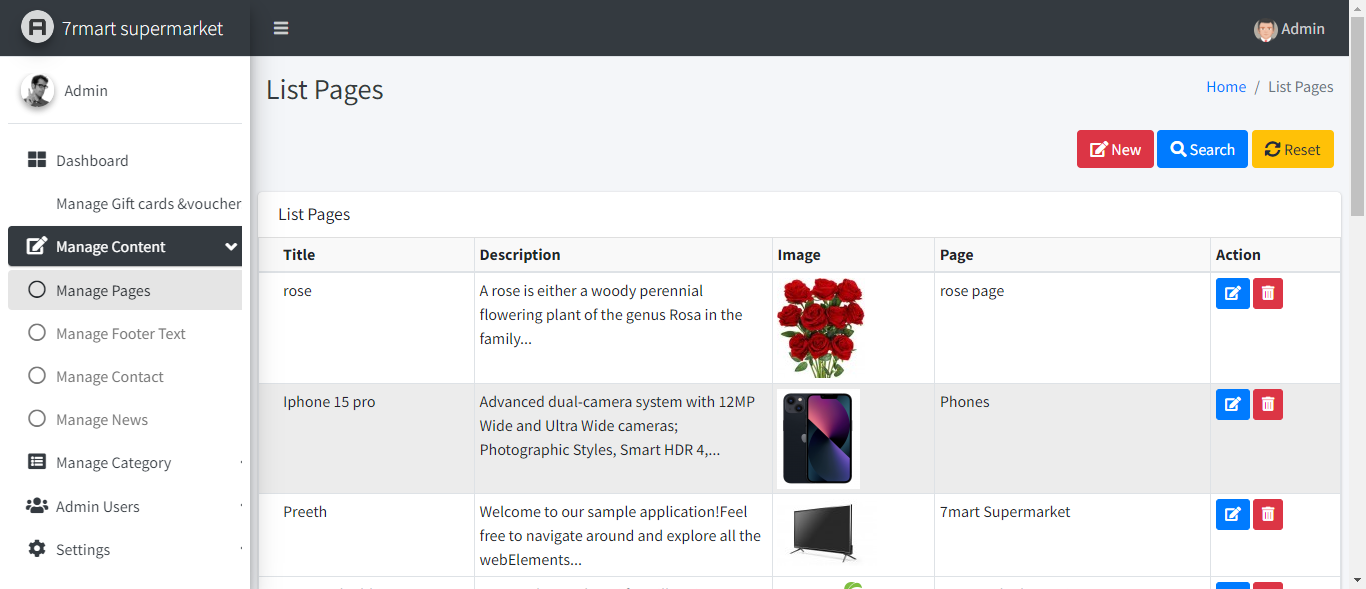 7rmart supermarket
Admin
Admin
Dashboard
Manage Gift cards &voucher
Manage Content
Manage Pages
Manage Footer Text
Manage Contact
Manage News
Manage Category
Admin Users
Settings
List Pages
Home / List Pages
New Search Reset
List Pages
Title Description Image Page Action
rose A rose is either a woody perennial rose page
flowering plant of the genus Rosa in the
family...
Iphone 15 pro Advanced dual-camera system with 12MP Phones
Wide and Ultra Wide cameras;
Photographic Styles, Smart HDR 4,...
Preeth Welcome to our sample application!Feel 7mart Supermarket
free to navigate around and explore all the
webElements...